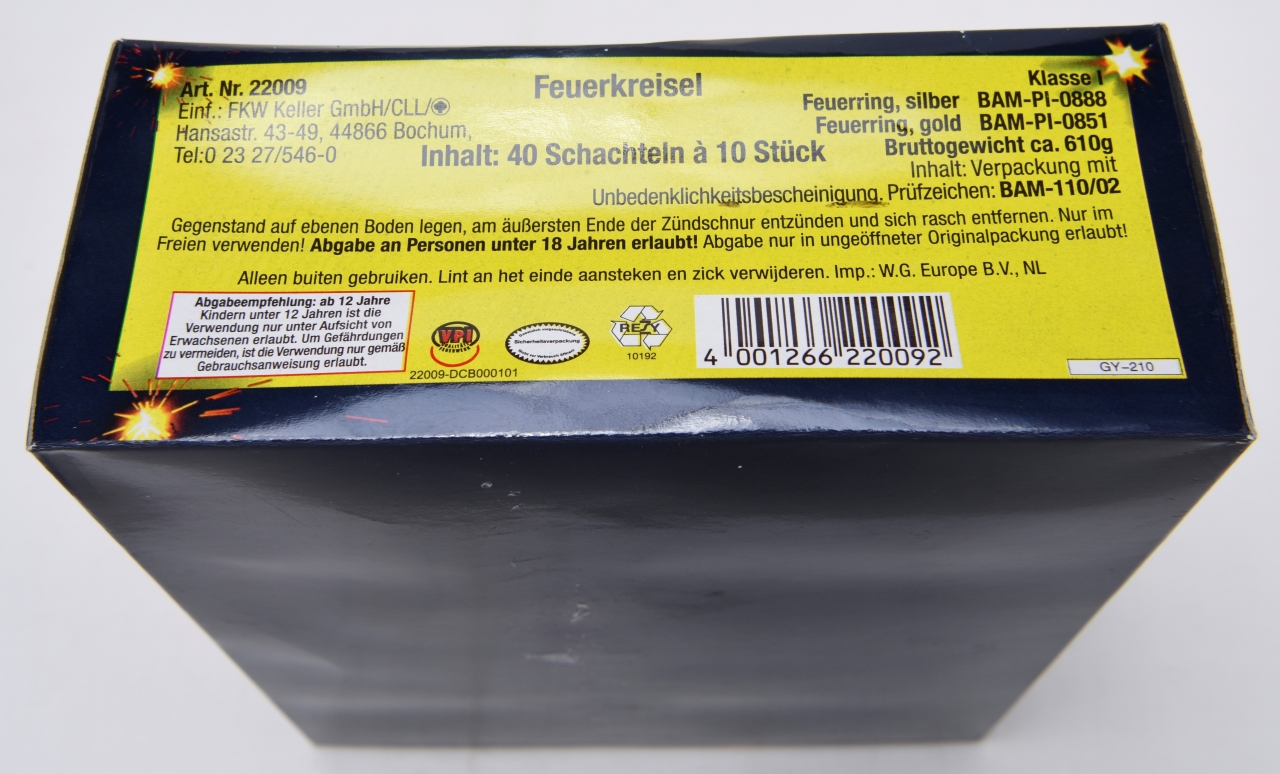 Art. Nr. 22009
Einf.: FKW Keller GmbH/CLL/
Hansastr. 43-49, 44866 Bochum,
Tel:0 23 27/546-0
Feuerkreisel
Inhalt: 40 Schachteln à 10 Stück
Klasse I
Feuerring, silber BAM-PI-0888
Feuerring, gold BAM-PI-0851
Bruttogewicht ca. 610g
Inhalt: Verpackung mit
Unbedenklichkeitsbescheinigung. Prüfzeichen: BAM-110/02
Gegenstand auf ebenen Boden legen, am äußersten Ende der Zündschnur entzünden und sich rasch entfernen. Nur im
Freien verwenden! Abgabe an Personen unter 18 Jahren erlaubt! Abgabe nur in ungeöffneter Originalpackung erlaubt!
Alleen buiten gebruiken. Lint an het einde aansteken en zick verwijderen. Imp.: W.G. Europe B.V., NL
Abgabeempfehlung: ab 12 Jahre
Kindern unter 12 Jahren ist die
Verwendung nur unter Aufsicht von
Erwachsenen erlaubt. Um Gefährdungen
zu vermeiden, ist die Verwendung nur gemäß
Gebrauchsanweisung erlaubt.
VPI
22009-DCB000101
Sicherheitsverpackung
RESY
10192
4 001266 220092
GY-210